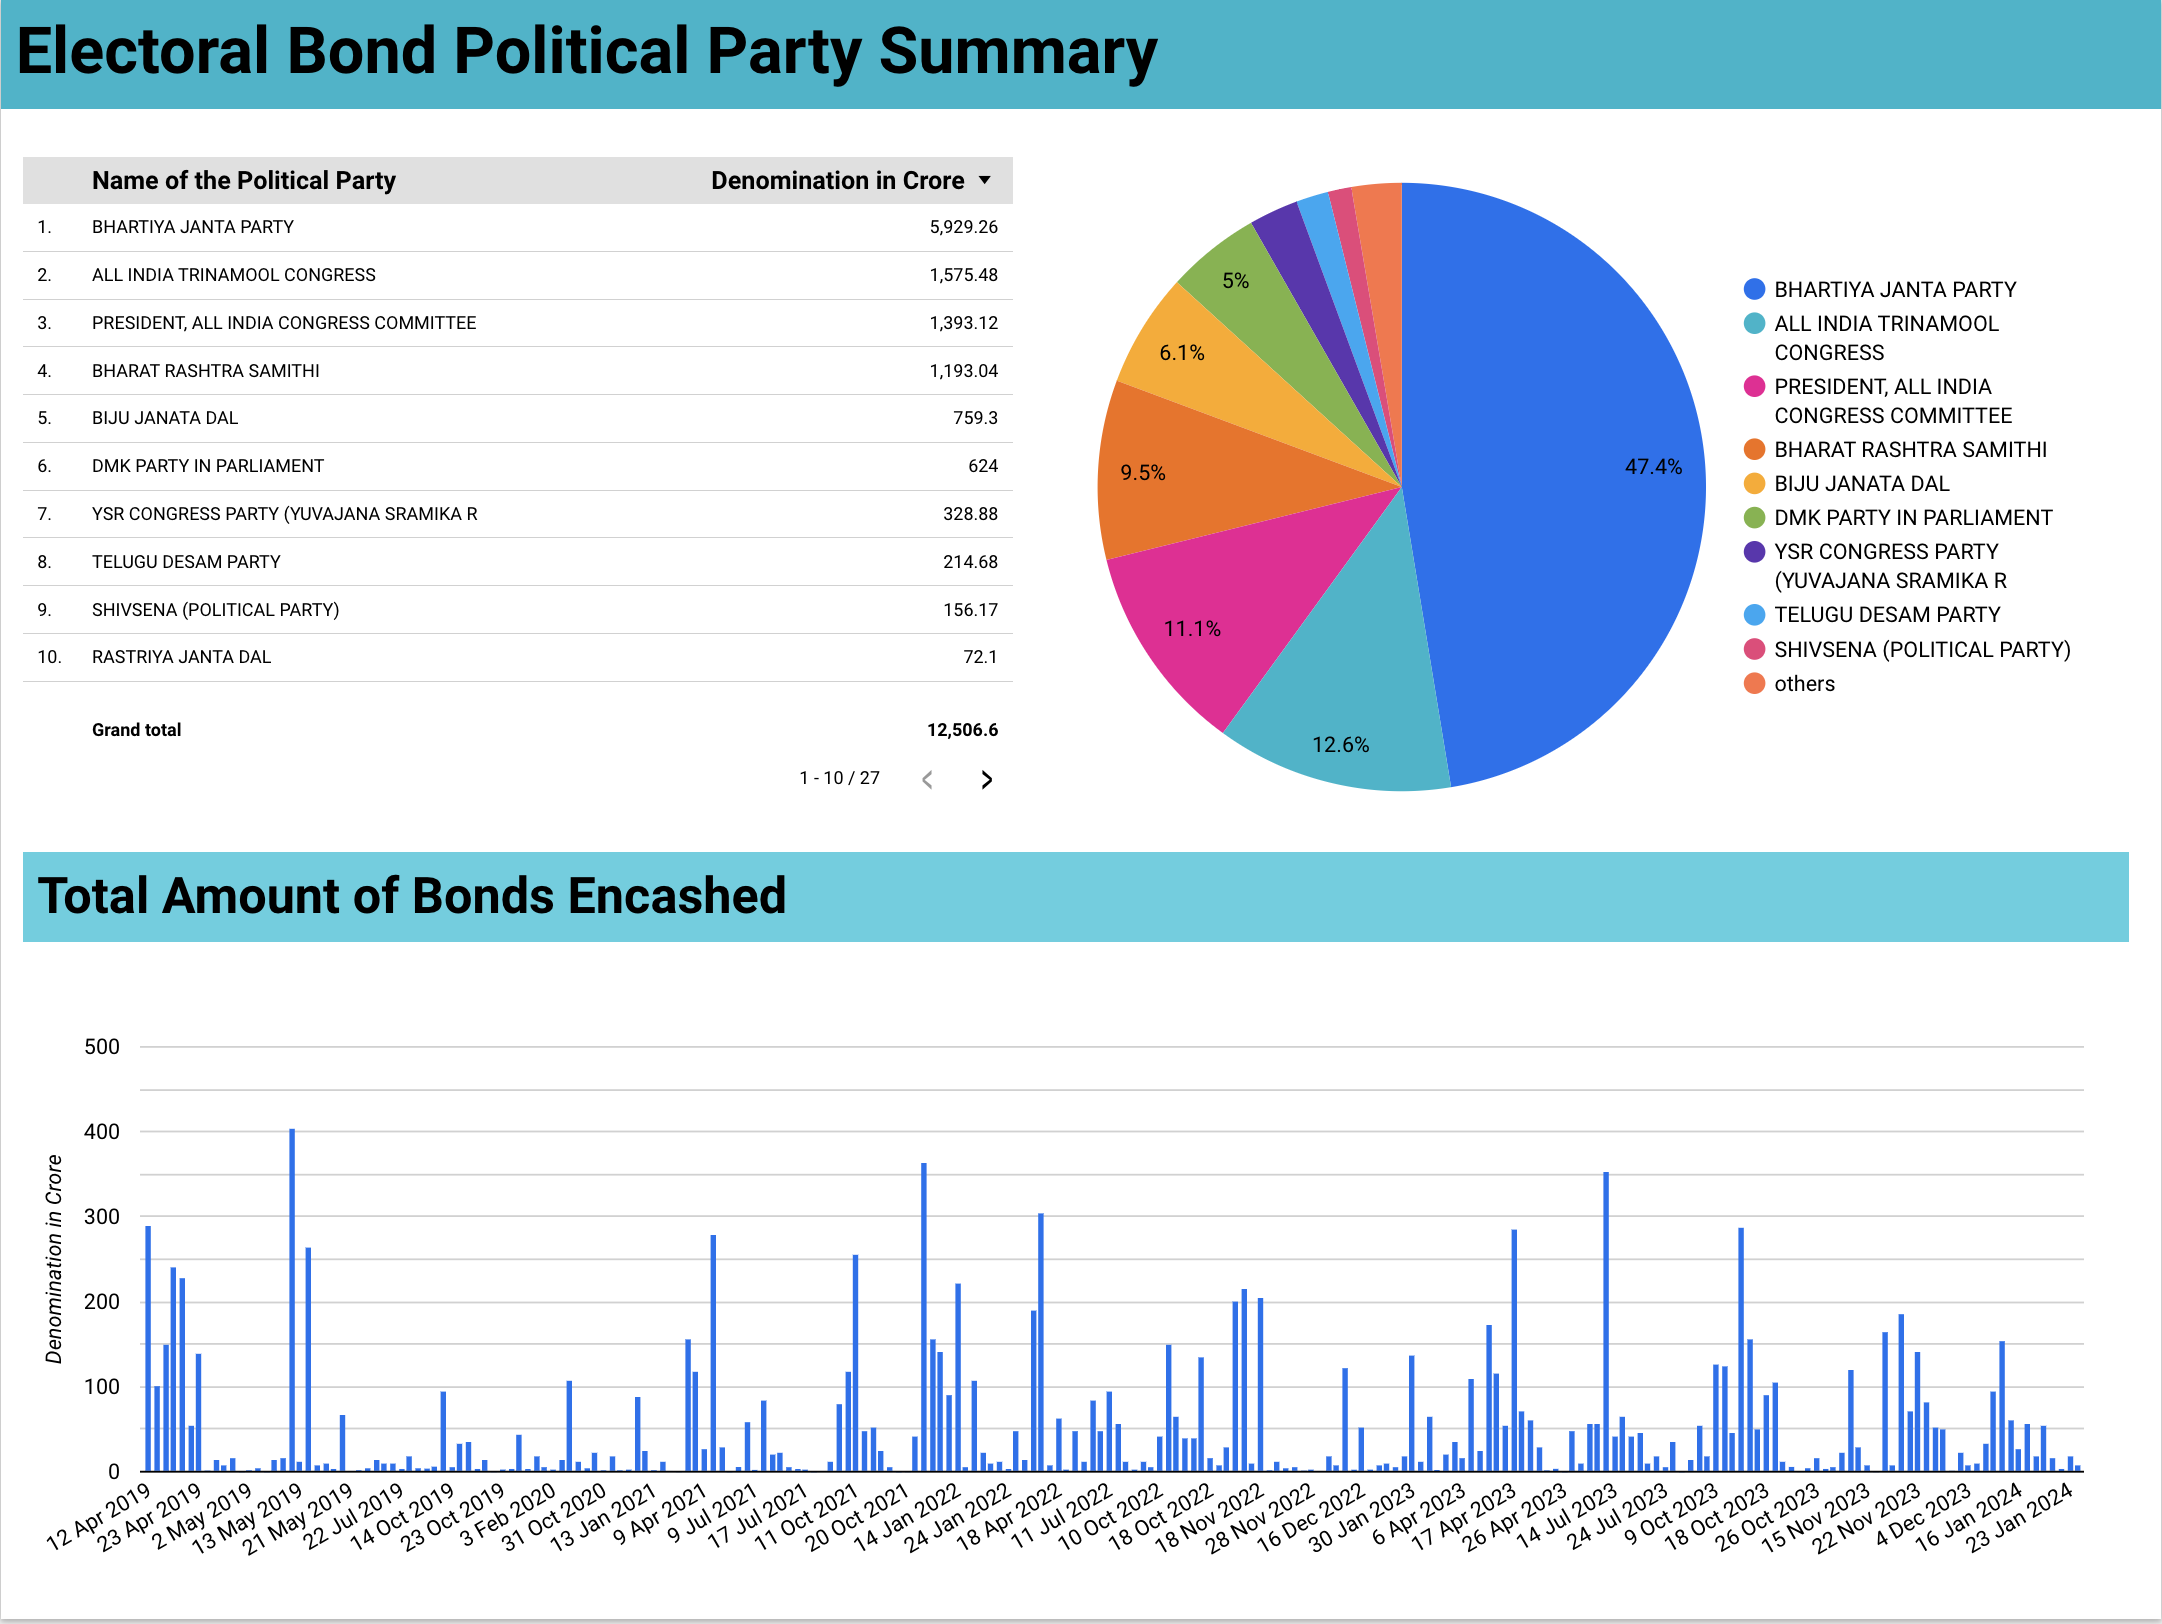 Electoral Bond Political Party Summary
Name of the Political Party Denomination in Crore
1. BHARTIYA JANTA PARTY 5,929.26
2. ALL INDIA TRINAMOOL CONGRESS 1,575.48
3. PRESIDENT, ALL INDIA CONGRESS COMMITTEE 1,393.12
4. BHARAT RASHTRA SAMITHI 1,193.04
5. BIJU JANATA DAL 759.3
6. DMK PARTY IN PARLIAMENT 624
7. YSR CONGRESS PARTY (YUVAJANA SRAMIKA R 328.88
8. TELUGU DESAM PARTY 214.68
9. SHIVSENA (POLITICAL PARTY) 156.17
10. RASTRIYA JANTA DAL 72.1
Grand total 12,506.6
1 - 10 / 27
47.4%
12.6%
11.1%
9.5%
6.1%
5%
BHARTIYA JANTA PARTY
ALL INDIA TRINAMOOL
CONGRESS
PRESIDENT, ALL INDIA
CONGRESS COMMITTEE
BHARAT RASHTRA SAMITHI
BIJU JANATA DAL
DMK PARTY IN PARLIAMENT
YSR CONGRESS PARTY
(YUVAJANA SRAMIKA R
TELUGU DESAM PARTY
SHIVSENA (POLITICAL PARTY)
others
Total Amount of Bonds Encashed
Denomination in Crore
500
400
300
200
100
0
12 Apr 2019
23 Apr 2019
2 May 2019
13 May 2019
21 May 2019
22 Jul 2019
14 Oct 2019
23 Oct 2019
3 Feb 2020
31 Oct 2020
13 Jan 2021
9 Apr 2021
9 Jul 2021
17 Jul 2021
11 Oct 2021
20 Oct 2021
14 Jan 2022
24 Jan 2022
18 Apr 2022
11 Jul 2022
10 Oct 2022
18 Oct 2022
18 Nov 2022
28 Nov 2022
16 Dec 2022
30 Jan 2023
6 Apr 2023
17 Apr 2023
26 Apr 2023
14 Jul 2023
24 Jul 2023
9 Oct 2023
18 Oct 2023
26 Oct 2023
15 Nov 2023
22 Nov 2023
4 Dec 2023
16 Jan 2024
23 Jan 2024